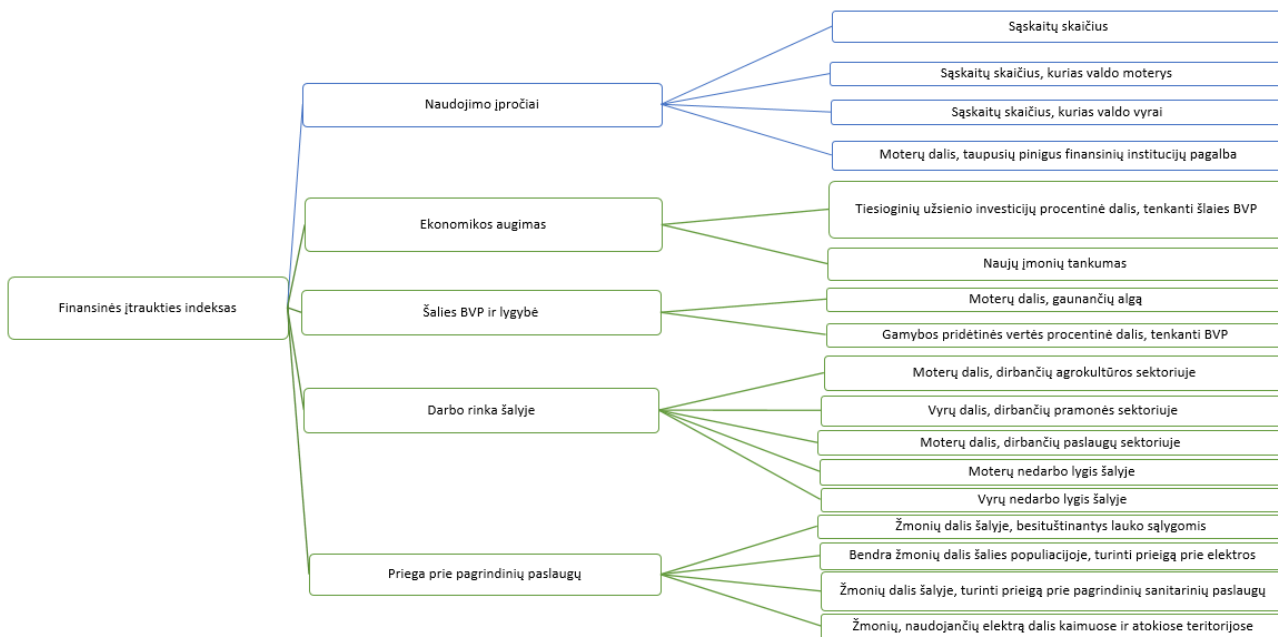 Finansinės įtraukties indeksas
Naudojimo įpročiai
Sąskaitų skaičius
Sąskaitų skaičius, kurias valdo moterys
Sąskaitų skaičius, kurias valdo vyrai
Moterų dalis, taupusių pinigus finansinių institucijų pagalba
Ekonomikos augimas
Tiesioginių užsienio investicijų procentinė dalis, tenkanti šlaies BVP
Naujų įmonių tankumas
Šalies BVP ir lygybė
Moterų dalis, gaunančių algą
Gamybos pridėtinės vertės procentinė dalis, tenkanti BVP
Darbo rinka šalyje
Moterų dalis, dirbančių agrokultūros sektoriuje
Vyrų dalis, dirbančių pramonės sektoriuje
Moterų dalis, dirbančių paslaugų sektoriuje
Moterų nedarbo lygis šalyje
Vyrų nedarbo lygis šalyje
Priega prie pagrindinių paslaugų
Žmonių dalis šalyje, besituštinantys lauko sąlygomis
Bendra žmonių dalis šalies populiacijoje, turinti prieigą prie elektros
Žmonių dalis šalyje, turinti prieigą prie pagrindinių sanitarinių paslaugų
Žmonių, naudojančių elektrą dalis kaimuose ir atokiose teritorijose